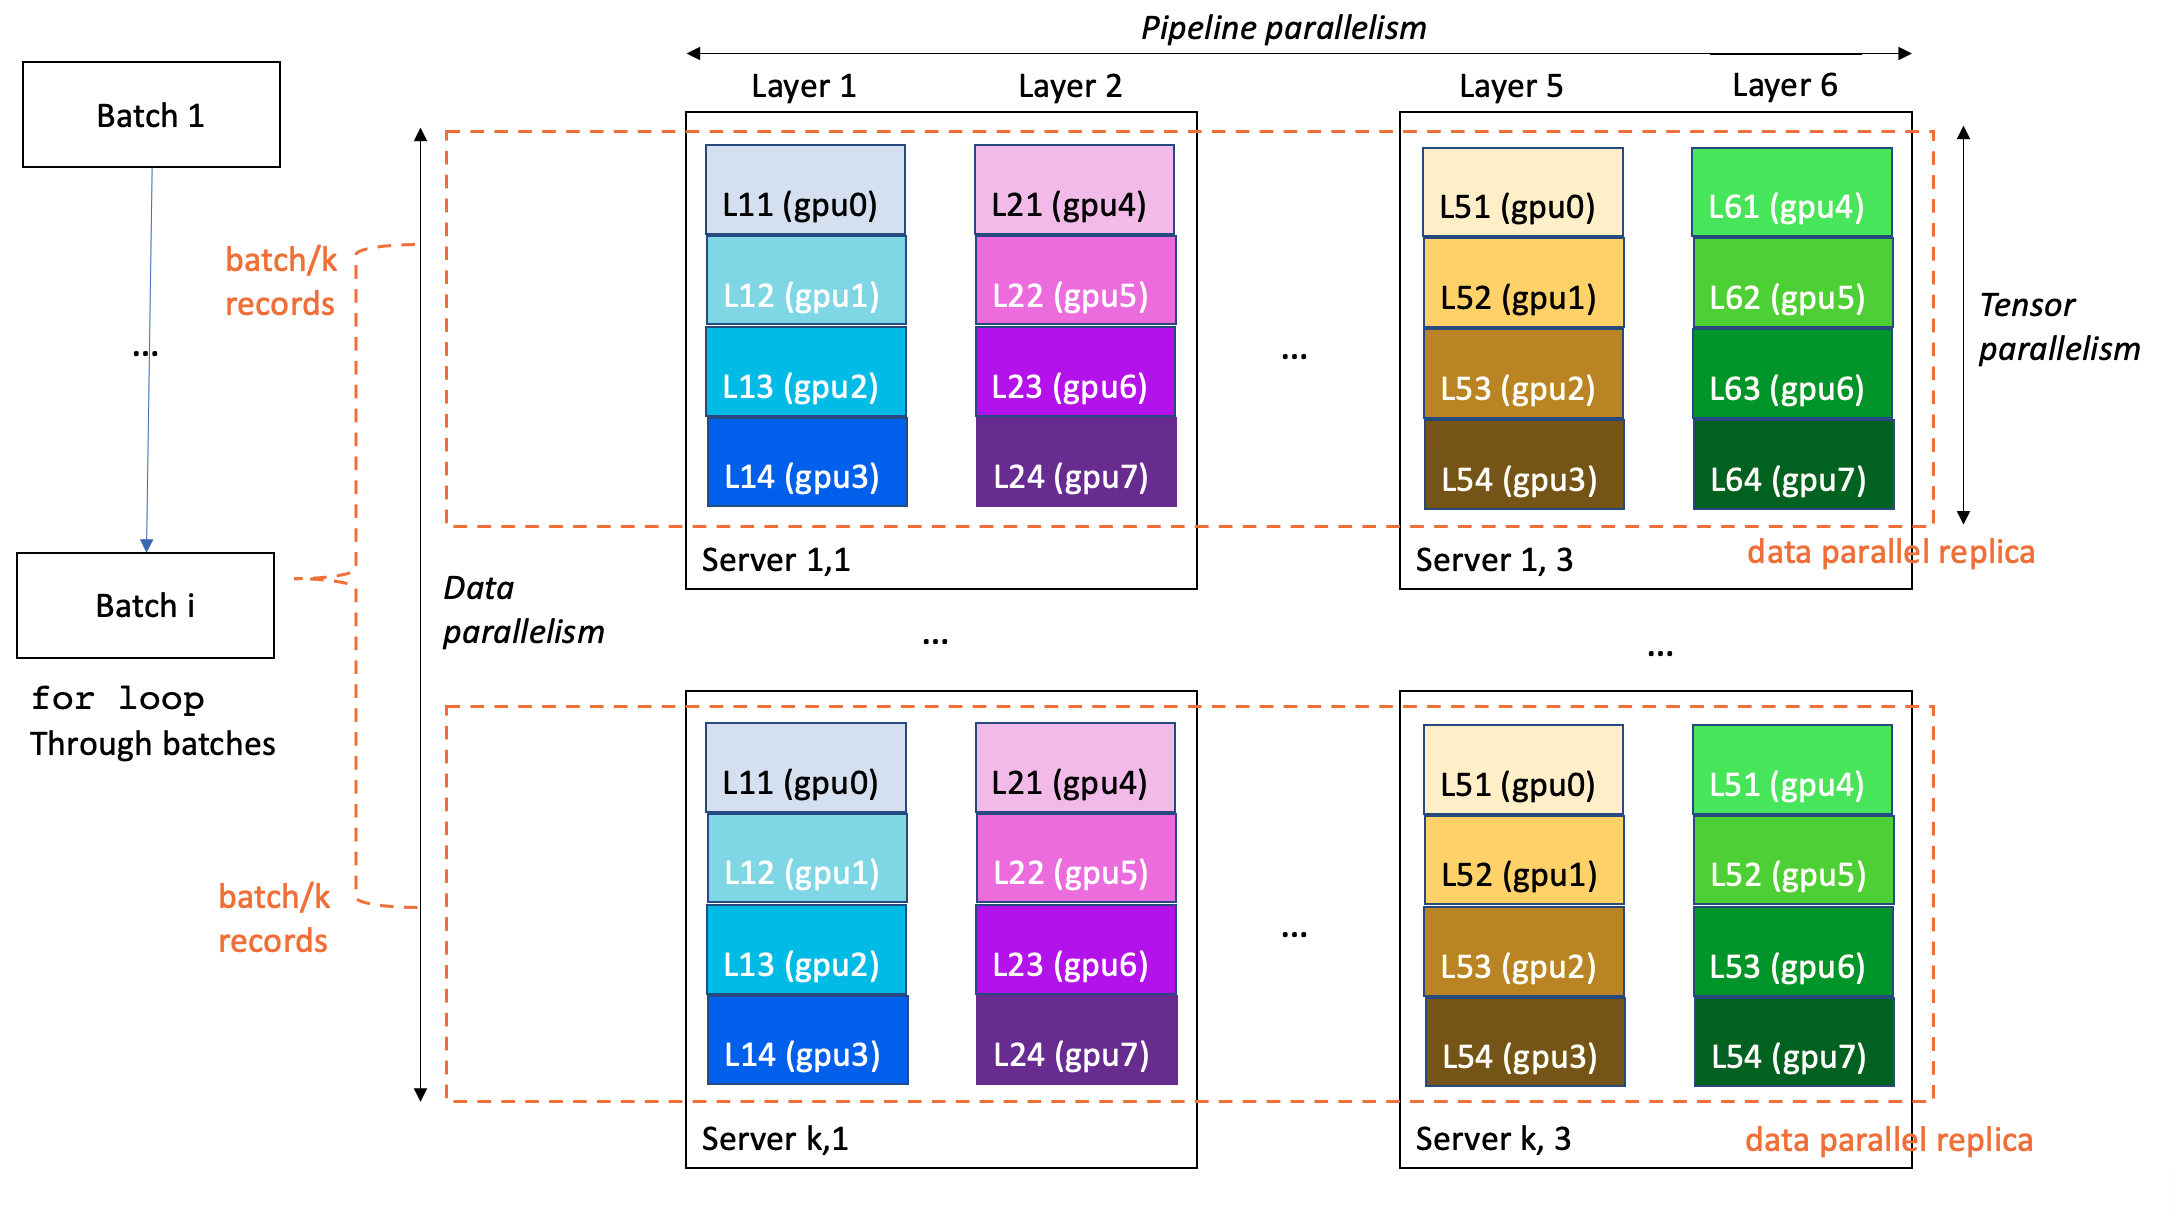 Pipeline parallelism
Layer 1
Layer 2
Layer 5
Layer 6
Batch 1
...
Batch i
for loop
Through batches
batch/k
records
batch/k
records
Data
parallelism
L11 (gpu0)
L12 (gpu1)
L13 (gpu2)
L14 (gpu3)
L21 (gpu4)
L22 (gpu5)
L23 (gpu6)
L24 (gpu7)
Server 1,1
...
L51 (gpu0)
L52 (gpu1)
L53 (gpu2)
L54 (gpu3)
L61 (gpu4)
L62 (gpu5)
L63 (gpu6)
L64 (gpu7)
Server 1, 3
data parallel replica
Tensor
parallelism
...
...
L11 (gpu0)
L12 (gpu1)
L13 (gpu2)
L14 (gpu3)
L21 (gpu4)
L22 (gpu5)
L23 (gpu6)
L24 (gpu7)
Server k,1
...
L51 (gpu0)
L52 (gpu1)
L53 (gpu2)
L54 (gpu3)
L51 (gpu4)
L52 (gpu5)
L53 (gpu6)
L54 (gpu7)
Server k, 3
data parallel replica